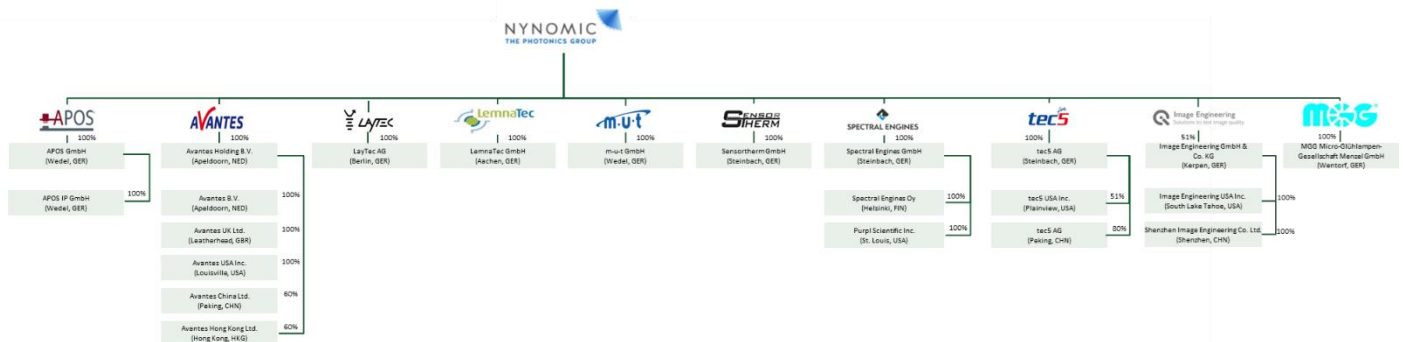 NYNOMIC
THE PHOTONICS GROUP
APOS
100%
APOS GmbH
(Wedel, GER)
100%
APOS IP GmbH
(Wedel, GER)
AVANTES
100%
Avantes Holding B.V.
(Apeldoorn, NED)
100%
Avantes B.V.
(Apeldoorn, NED)
100%
Avantes UK Ltd.
(Leatherhead, GBR)
100%
Avantes USA Inc.
(Louisville, USA)
60%
Avantes China Ltd.
(Peking, CHN)
60%
Avantes Hong Kong Ltd.
(Hong Kong, HKG)
LAYTEC
100%
LayTec AG
(Berlin, GER)
LemnaTec
100%
LemnaTec GmbH
(Aachen, GER)
m·u·t
100%
m-u-t GmbH
(Wedel, GER)
SENSORTHERM
100%
Sensortherm GmbH
(Steinbach, GER)
SPECTRAL ENGINES
100%
Spectral Engines GmbH
(Steinbach, GER)
100%
Spectral Engines Oy
(Helsinki, FIN)
100%
Purpl Scientific Inc.
(St. Louis, USA)
tec5
100%
tec5 AG
(Steinbach, GER)
51%
tec5 USA Inc.
(Plainview, USA)
80%
tec5 AG
(Peking, CHN)
Image Engineering
Solutions to test image quality
51%
Image Engineering GmbH &
Co. KG
(Kerpen, GER)
100%
Image Engineering USA Inc.
(South Lake Tahoe, USA)
100%
Shenzhen Image Engineering Co. Ltd.
(Shenzhen, CHN)
MGG
100%
MGG Micro-Glühlampen-
Gesellschaft Menzel GmbH
(Wentorf, GER)